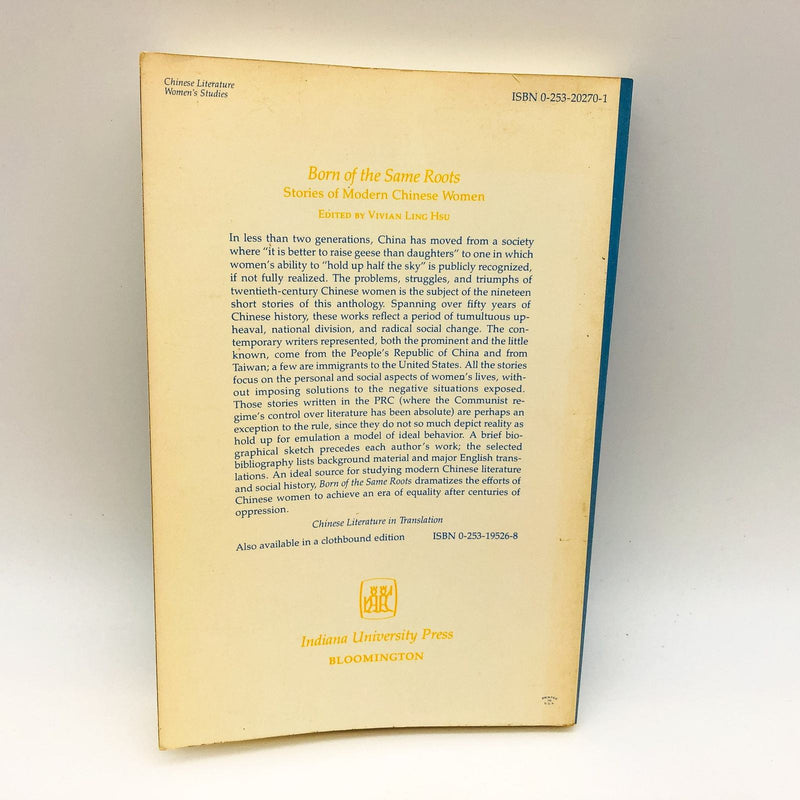 Chinese Literature
Women's Studies
ISBN 0-253-20270-1
Born of the Same Roots
Stories of Modern Chinese Women
Edited by Vivian Ling Hsu
In less than two generations, China has moved from a society
where "it is better to raise geese than daughters" to one in which
women's ability to "hold up half the sky" is publicly recognized,
if not fully realized. The problems, struggles, and triumphs of
twentieth-century Chinese women is the subject of the nineteen
short stories of this anthology. Spanning over fifty years of
Chinese history, these works reflect a period of tumultuous up-
heaval, national division, and radical social change. The con-
temporary writers represented, both the prominent and the little
known, come from the People's Republic of China and from
Taiwan; a few are immigrants to the United States. All the stories
focus on the personal and social aspects of women's lives, with-
out imposing solutions to the negative situations exposed.
Those stories written in the PRC (where the Communist re-
gime's control over literature has been absolute) are perhaps an
exception to the rule, since they do not so much depict reality as
hold up for emulation a model of ideal behavior. A brief bio-
graphical sketch precedes each author's work; the selected
bibliography lists background material and major English trans-
lations. An ideal source for studying modern Chinese literature
and social history, Born of the Same Roots dramatizes the efforts of
Chinese women to achieve an era of equality after centuries of
oppression.
Chinese Literature in Translation
Also available in a clothbound edition ISBN 0-253-19526-8
Indiana University Press
BLOOMINGTON
PRINTED
IN
U.S.A.